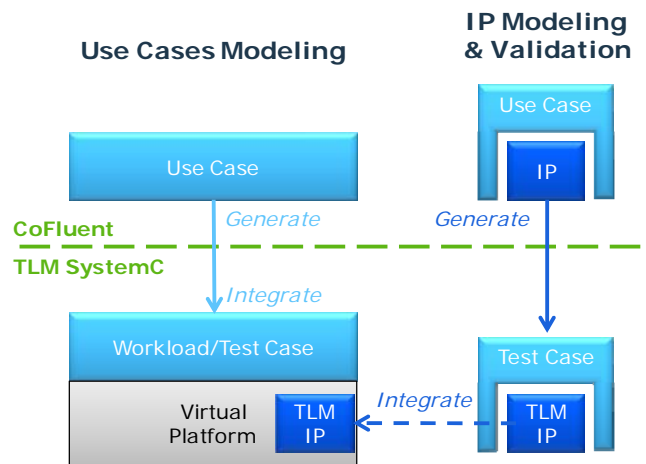 Use Cases Modeling
IP Modeling
& Validation
Use Case
Use Case
IP
Generate
Generate
CoFluent
TLM SystemC
Integrate
Workload/Test Case
Test Case
Virtual
Platform
TLM
IP
Integrate
TLM
IP